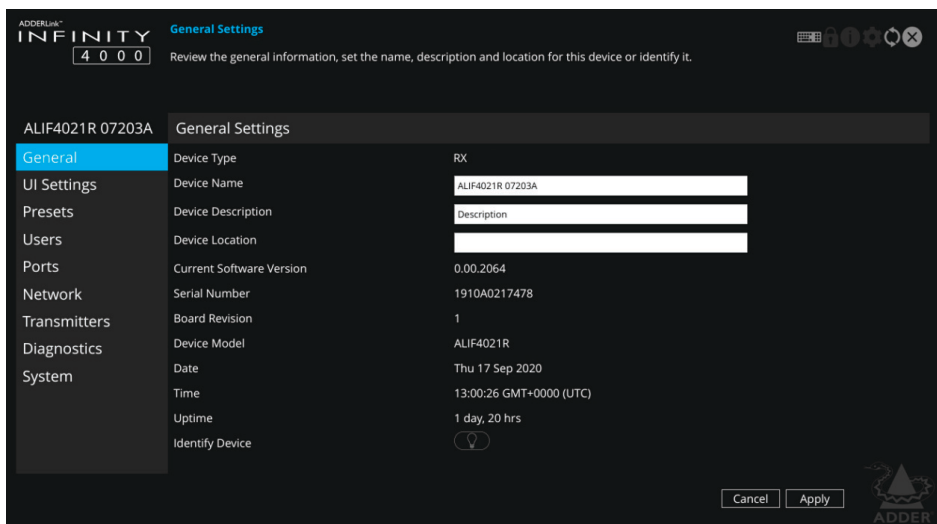 ADDERLink™
INFINITY
4000
General Settings
Review the general information, set the name, description and location for this device or identify it.
ALIF4021R 07203A
General Settings
General
UI Settings
Presets
Users
Ports
Network
Transmitters
Diagnostics
System
Device Type RX
Device Name ALIF4021R 07203A
Device Description Description
Device Location
Current Software Version 0.00.2064
Serial Number 1910A0217478
Board Revision 1
Device Model ALIF4021R
Date Thu 17 Sep 2020
Time 13:00:26 GMT+0000 (UTC)
Uptime 1 day, 20 hrs
Identify Device
Cancel Apply
ADDER